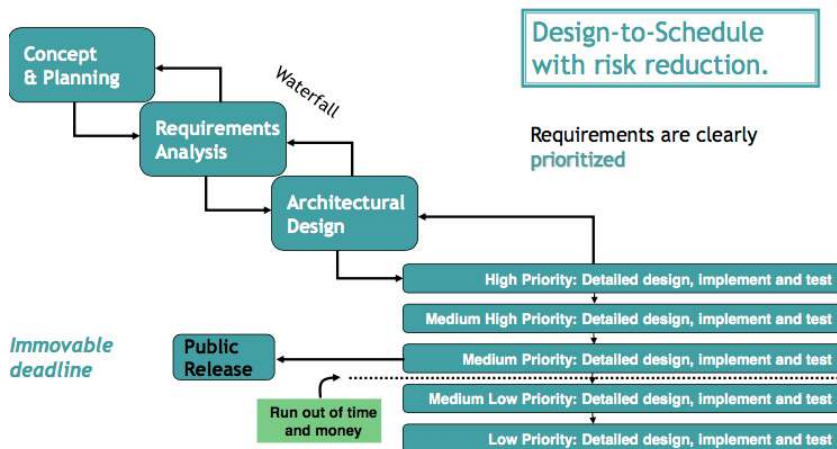 Design-to-Schedule
with risk reduction.
Concept
& Planning
Waterfall
Requirements
Analysis
Requirements are clearly
prioritized
Architectural
Design
High Priority: Detailed design, implement and test
Medium High Priority: Detailed design, implement and test
Immovable
deadline
Public
Release
Medium Priority: Detailed design, implement and test
Run out of time
and money
Medium Low Priority: Detailed design, implement and test
Low Priority: Detailed design, implement and test